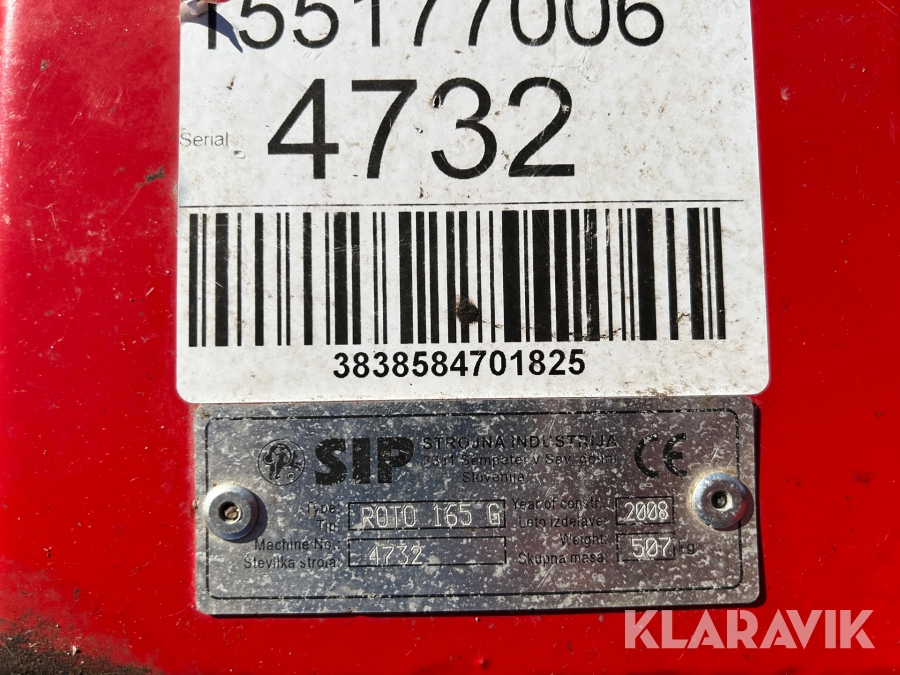 155177006
Serial 4732
3838584701825
SIP STROJNA INDUSTRIJA
3311 Šempeter v Sav. dolini
Slovenija
CE
Type: ROTO 165 G Year of constr.: 2008
Tip: Leto izdelave:
Machine No.: 4732 Weight: 507 kg
Številka stroja: Skupna masa:
KLARAVIK